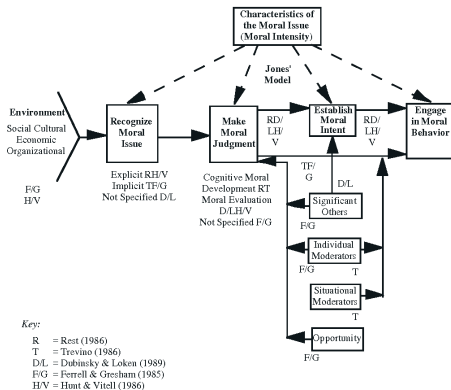 Characteristics of
the Moral Issue
(Moral Intensity)
Jones'
Model
Environment
Social Cultural
Economic
Organizational
F/G
H/V
Recognize
Moral
Issue
Explicit RH/V
Implicit TF/G
Not Specified D/L
Make
Moral
Judgment
Cognitive Moral
Development RT
Moral Evaluation
D/LH/V
Not Specified F/G
RD/
LH/
V
Establish
Moral
Intent
RD/
LH/
V
Engage
in Moral
Behavior
TF/
G
D/L
Significant
Others
F/G
Individual
Moderators
F/G
T
Situational
Moderators
T
Opportunity
F/G
Key:
R = Rest (1986)
T = Trevino (1986)
D/L = Dubinsky & Loken (1989)
F/G = Ferrell & Gresham (1985)
H/V = Hunt & Vitell (1986)